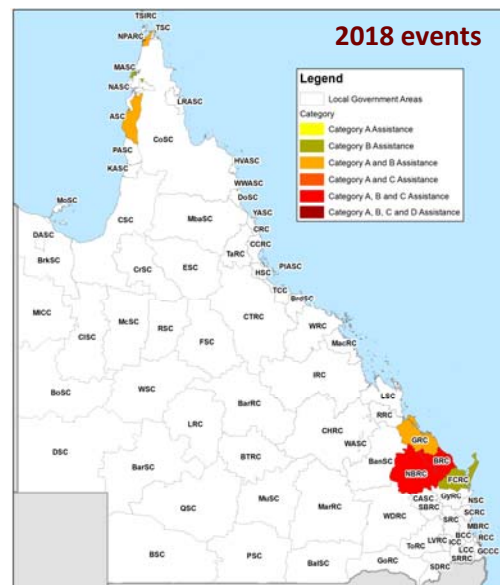 2018 events
Legend
Local Government Areas
Category
Category A Assistance
Category B Assistance
Category A and B Assistance
Category A and C Assistance
Category A, B and C Assistance
Category A, B, C and D Assistance
TSIRC
TSC
NPARC
MASC
NASC
LRASC
ASC
CoSC
PASC
KASC
HVASC
WWASC
DoSC
MoSC
YASC
CSC
MbaSC
CRC
DASC
CCRC
BrkSC
TaRC
PIASC
CrSC
ESC
HSC
TCC
BrdSC
MICC
CTRC
McSC
WRC
RSC
CISC
FSC
MacRC
IRC
BoSC
WSC
LSC
BarRC
RRC
LRC
CHRC
GRC
WASC
DSC
BTRC
BanSC
BRC
BarSC
NBRC
FCRC
MuSC
CASC
GyRC
NSC
QSC
MarRC
SBRC
SCRC
WDRC
SRC
MBRC
LVRC
BCC
RCC
ToRC
ICC
BSC
PSC
BalSC
GoRC
LCC
GCCC
SRRC
SDRC